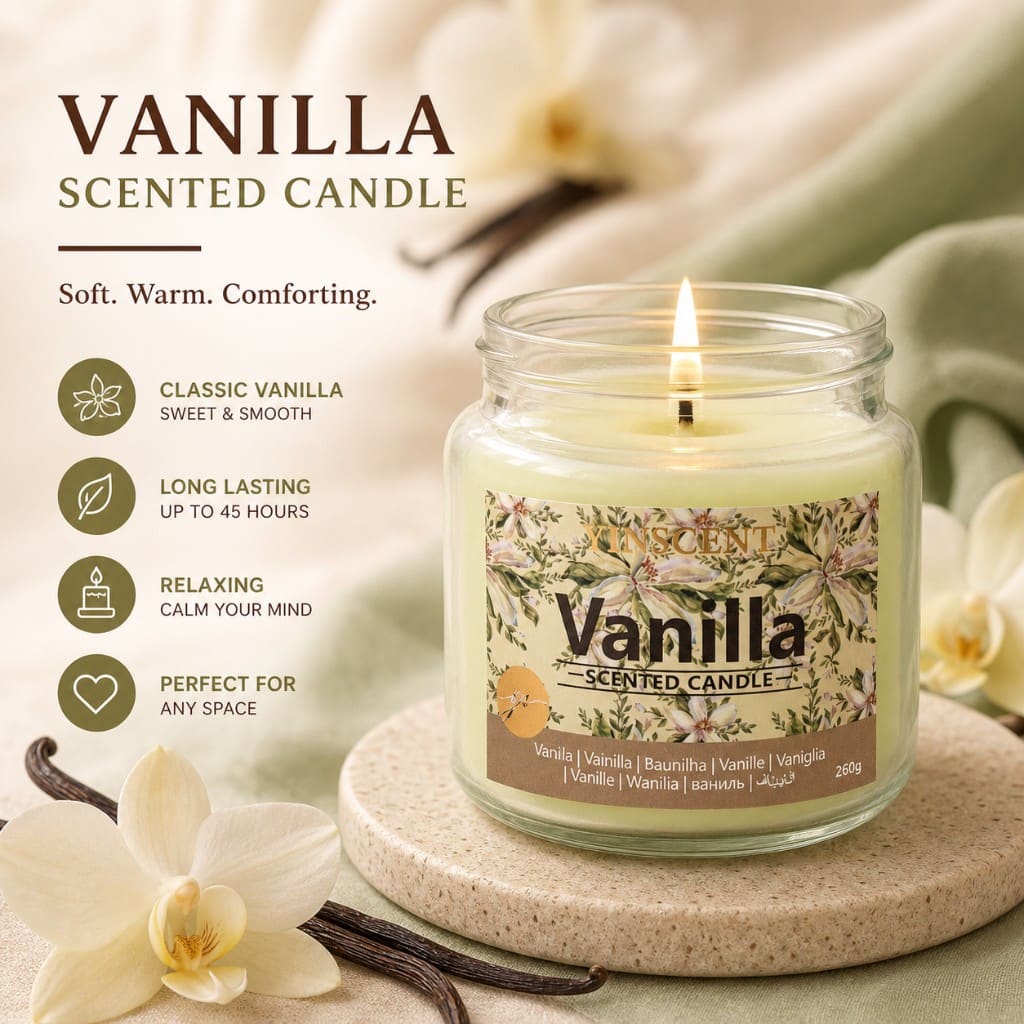 VANILLA
SCENTED CANDLE
Soft. Warm. Comforting.
CLASSIC VANILLA
SWEET & SMOOTH
LONG LASTING
UP TO 45 HOURS
RELAXING
CALM YOUR MIND
PERFECT FOR
ANY SPACE
YINSCENT
Vanilla
SCENTED CANDLE
Vanila | Vainilla | Baunilha | Vanille | Vaniglia
| Vanille | Wanilia | ваниль |
260g